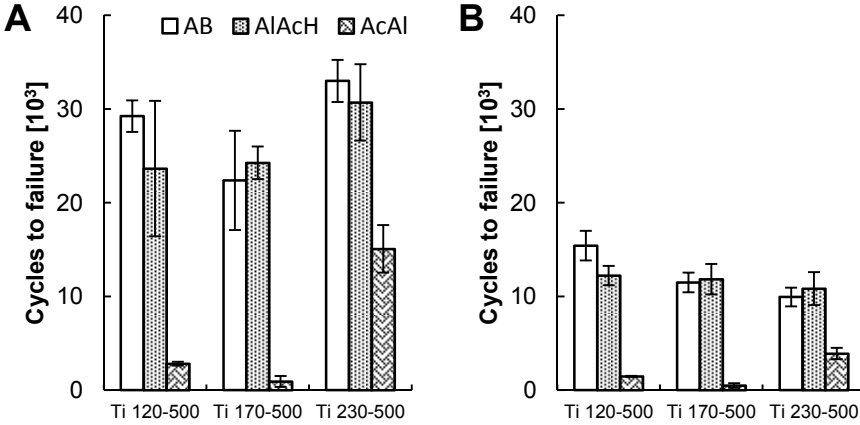 A
AB
AlAcH
AcAl
Cycles to failure [10³]
40
30
20
10
0
Ti 120-500
Ti 170-500
Ti 230-500
B
Cycles to failure [10³]
40
30
20
10
0
Ti 120-500
Ti 170-500
Ti 230-500